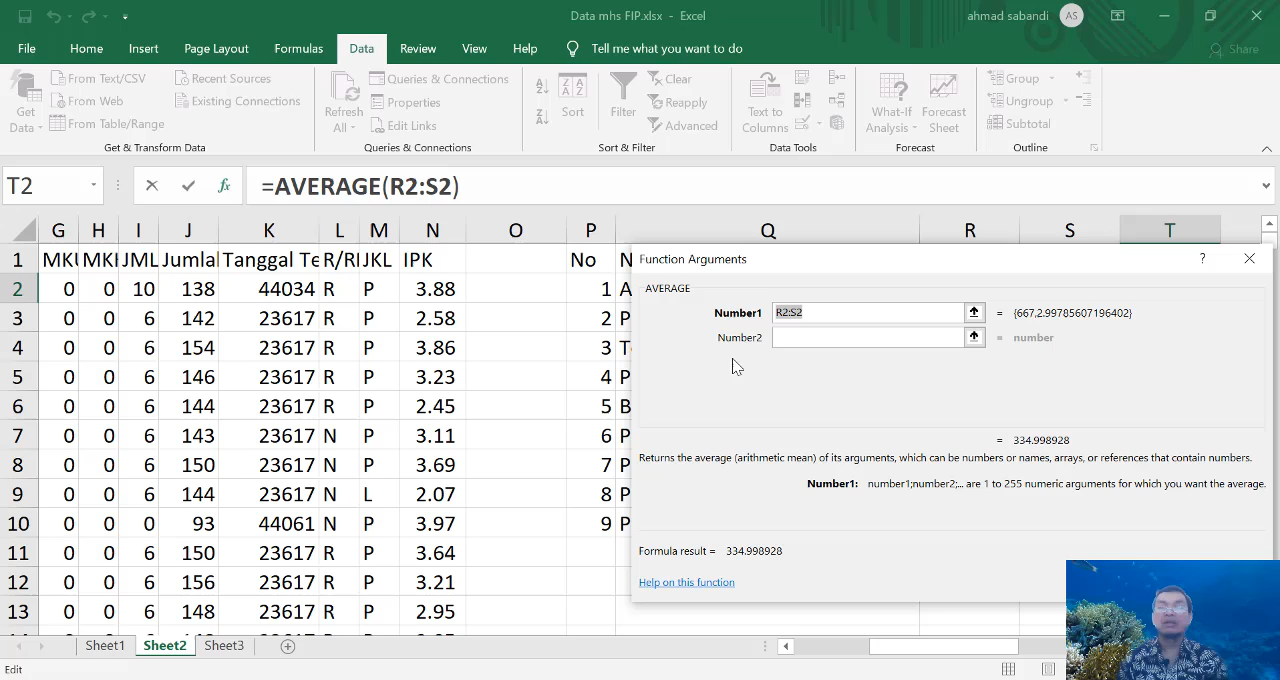 Data mhs FIP.xlsx - Excel
ahmad sabandi AS
File Home Insert Page Layout Formulas Data Review View Help Tell me what you want to do Share
Get Data
From Text/CSV
From Web
From Table/Range
Recent Sources
Existing Connections
Get & Transform Data
Refresh All
Queries & Connections
Properties
Edit Links
Queries & Connections
Sort
Filter
Clear
Reapply
Advanced
Sort & Filter
Text to Columns
Data Tools
What-If Analysis
Forecast Sheet
Forecast
Group
Ungroup
Subtotal
Outline
T2 fx =AVERAGE(R2:S2)
G H I J K L M N O P Q R S T
1 JML Tanggal Te JKL IPK No
2 0 0 10 138 44034 R P 3.88 1
3 0 0 6 142 23617 R P 2.58 2
4 0 0 6 154 23617 R P 3.86 3
5 0 0 6 146 23617 R P 3.23 4
6 0 0 6 144 23617 R P 2.45 5
7 0 0 6 143 23617 N P 3.11 6
8 0 0 6 150 23617 N P 3.69 7
9 0 0 6 144 23617 N L 2.07 8
10 0 0 0 93 44061 N P 3.97 9
11 0 0 6 150 23617 R P 3.64
12 0 0 6 156 23617 R P 3.21
13 0 0 6 148 23617 R P 2.95
Function Arguments ?
AVERAGE
Number1 R2:S2 = {667,2.99785607196402}
Number2 = number
= 334.998928
Returns the average (arithmetic mean) of its arguments, which can be numbers or names, arrays, or references that contain numbers.
Number1: number1;number2;... are 1 to 255 numeric arguments for which you want the average.
Formula result = 334.998928
Help on this function
Sheet1 Sheet2 Sheet3
Edit